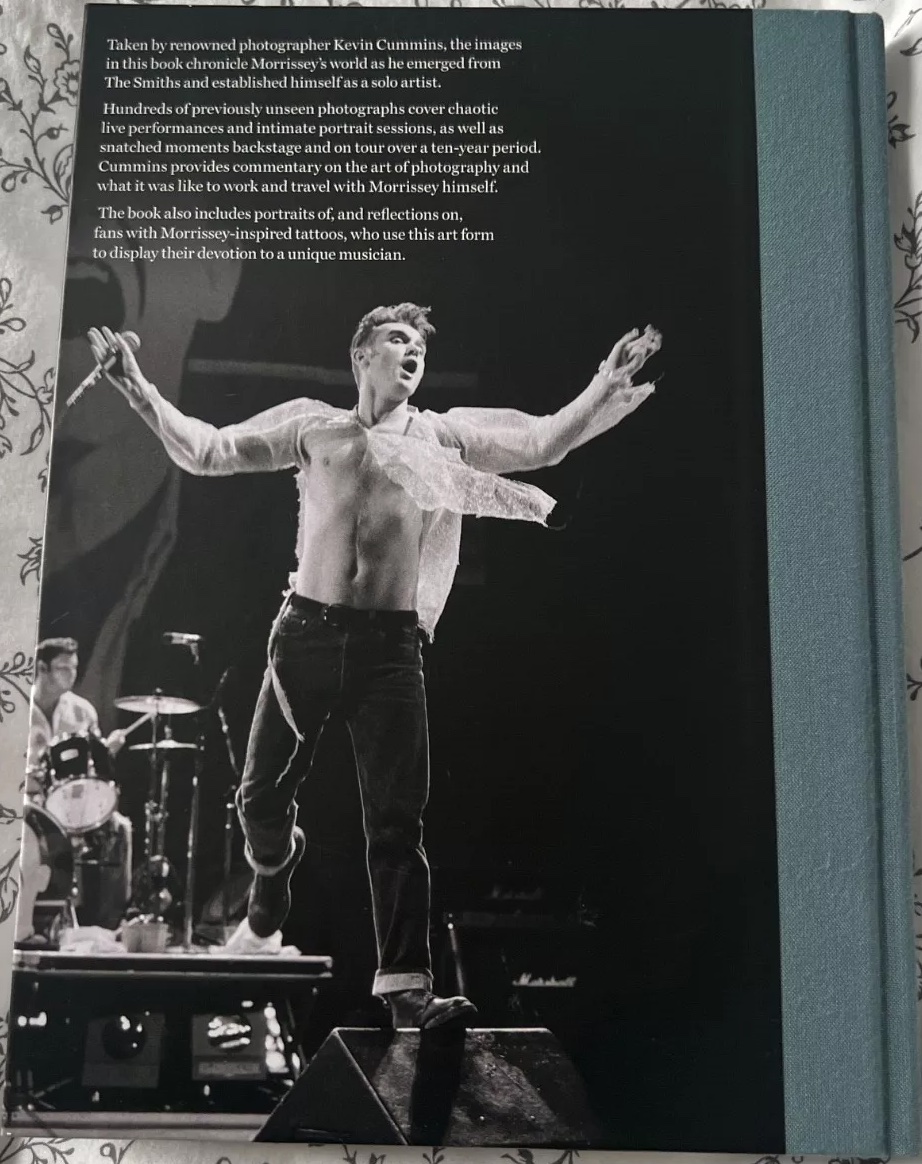 Taken by renowned photographer Kevin Cummins, the images
in this book chronicle Morrissey's world as he emerged from
The Smiths and established himself as a solo artist.
Hundreds of previously unseen photographs cover chaotic
live performances and intimate portrait sessions, as well as
snatched moments backstage and on tour over a ten-year period.
Cummins provides commentary on the art of photography and
what it was like to work and travel with Morrissey himself.
The book also includes portraits of, and reflections on,
fans with Morrissey-inspired tattoos, who use this art form
to display their devotion to a unique musician.
Marshall
Marshall